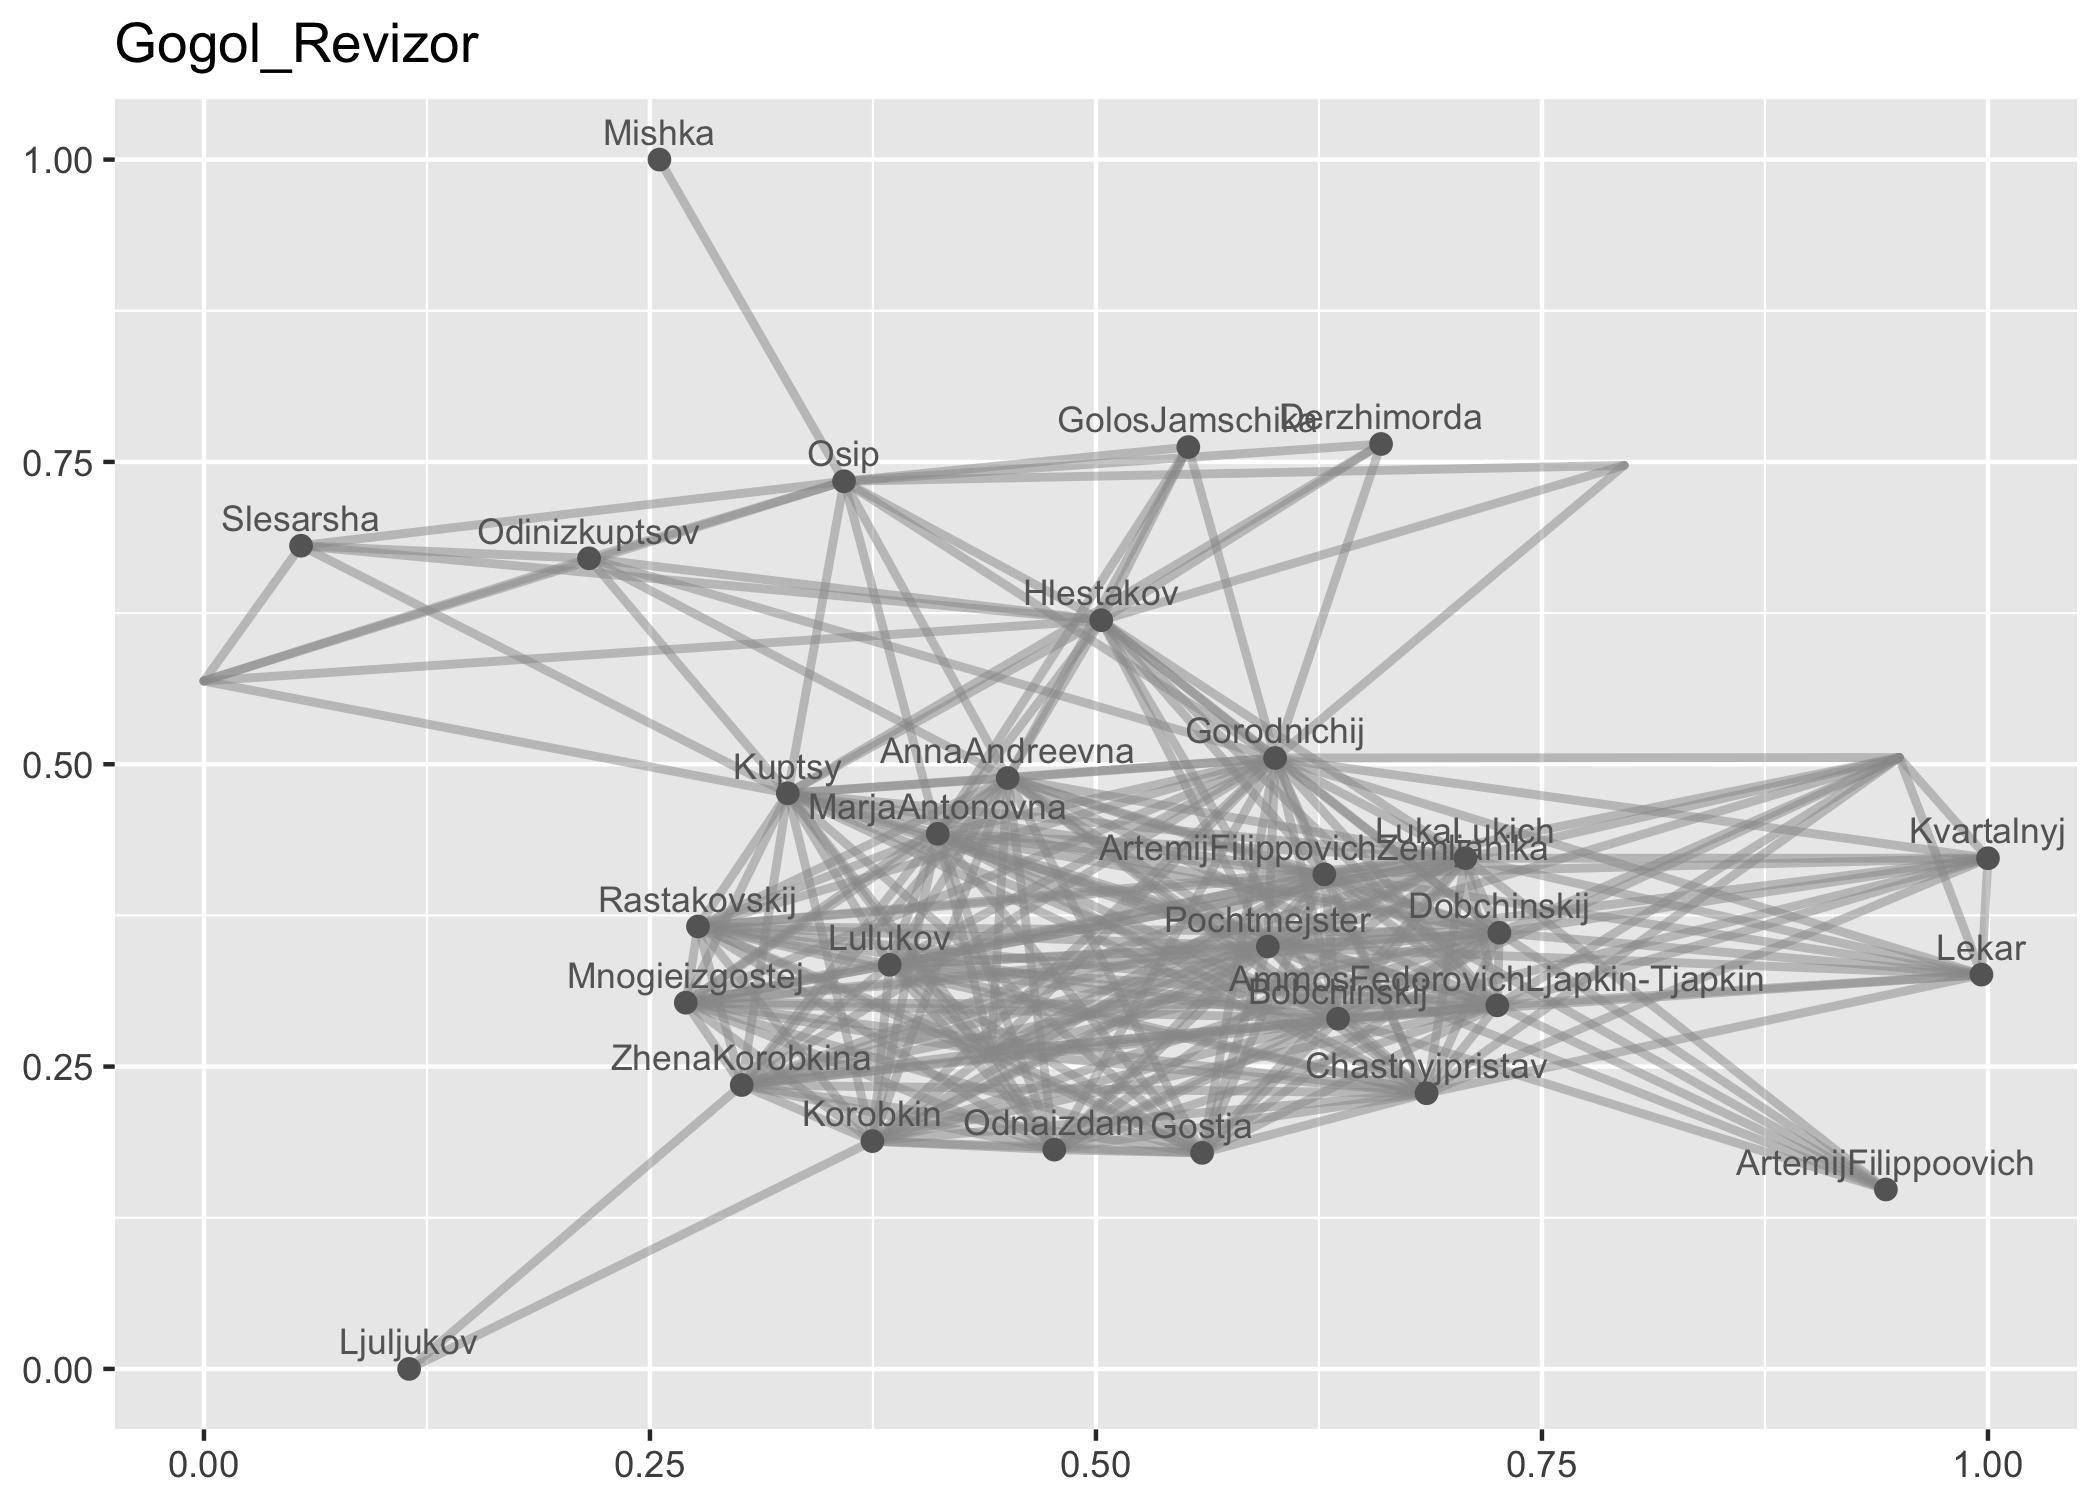 Gogol_Revizor
1.00
0.75
0.50
0.25
0.00
Mishka
GolosJamschika
Derzhimorda
Osip
Slesarsha
Odinizkuptsov
Hlestakov
Gorodnichij
AnnaAndreevna
Kuptsy
MarjaAntonovna
LukaLukich
Kvartalnyj
ArtemijFilippovichZemljanika
Rastakovskij
Dobchinskij
Pochtmejster
Lulukov
Lekar
Mnogieizgostej
AmmosFedorovichLjapkin-Tjapkin
Bobchinskij
ZhenaKorobkina
Chastnyjpristav
Korobkin
Odnaizdam
Gostja
ArtemijFilippoovich
Ljuljukov
0.00
0.25
0.50
0.75
1.00